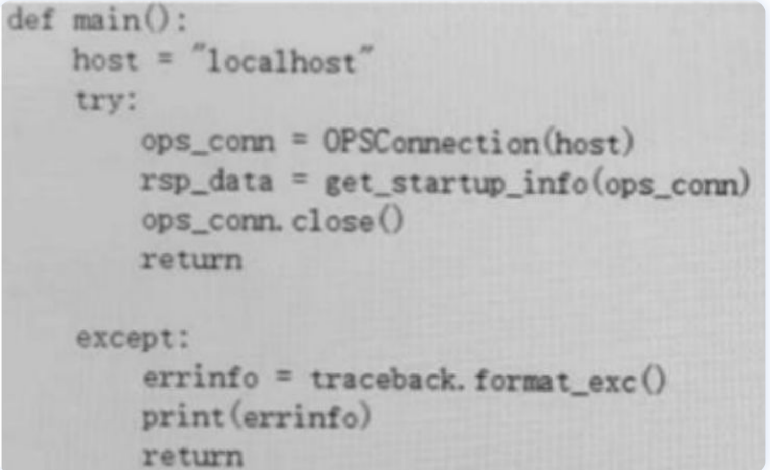 def main():
host = "localhost"
try:
ops_conn = OPSConnection(host)
rsp_data = get_startup_info(ops_conn)
ops_conn.close()
return
except:
errinfo = traceback.format_exc()
print(errinfo)
return